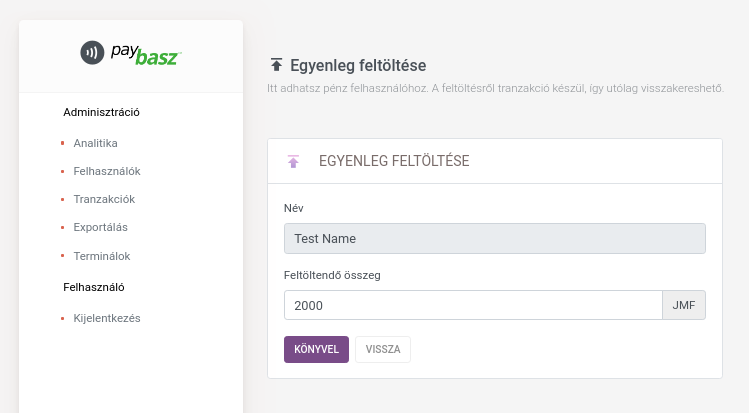 pay
basz
Adminisztráció
Analitika
Felhasználók
Tranzakciók
Exportálás
Terminálok
Felhasználó
Kijelentkezés
Egyenleg feltöltése
Itt adhatsz pénz felhasználóhoz. A feltöltésről tranzakció készül, így utólag visszakereshető.
EGYENLEG FELTÖLTÉSE
Név
Test Name
Feltöltendő összeg
2000 JMF
KÖNYVEL VISSZA